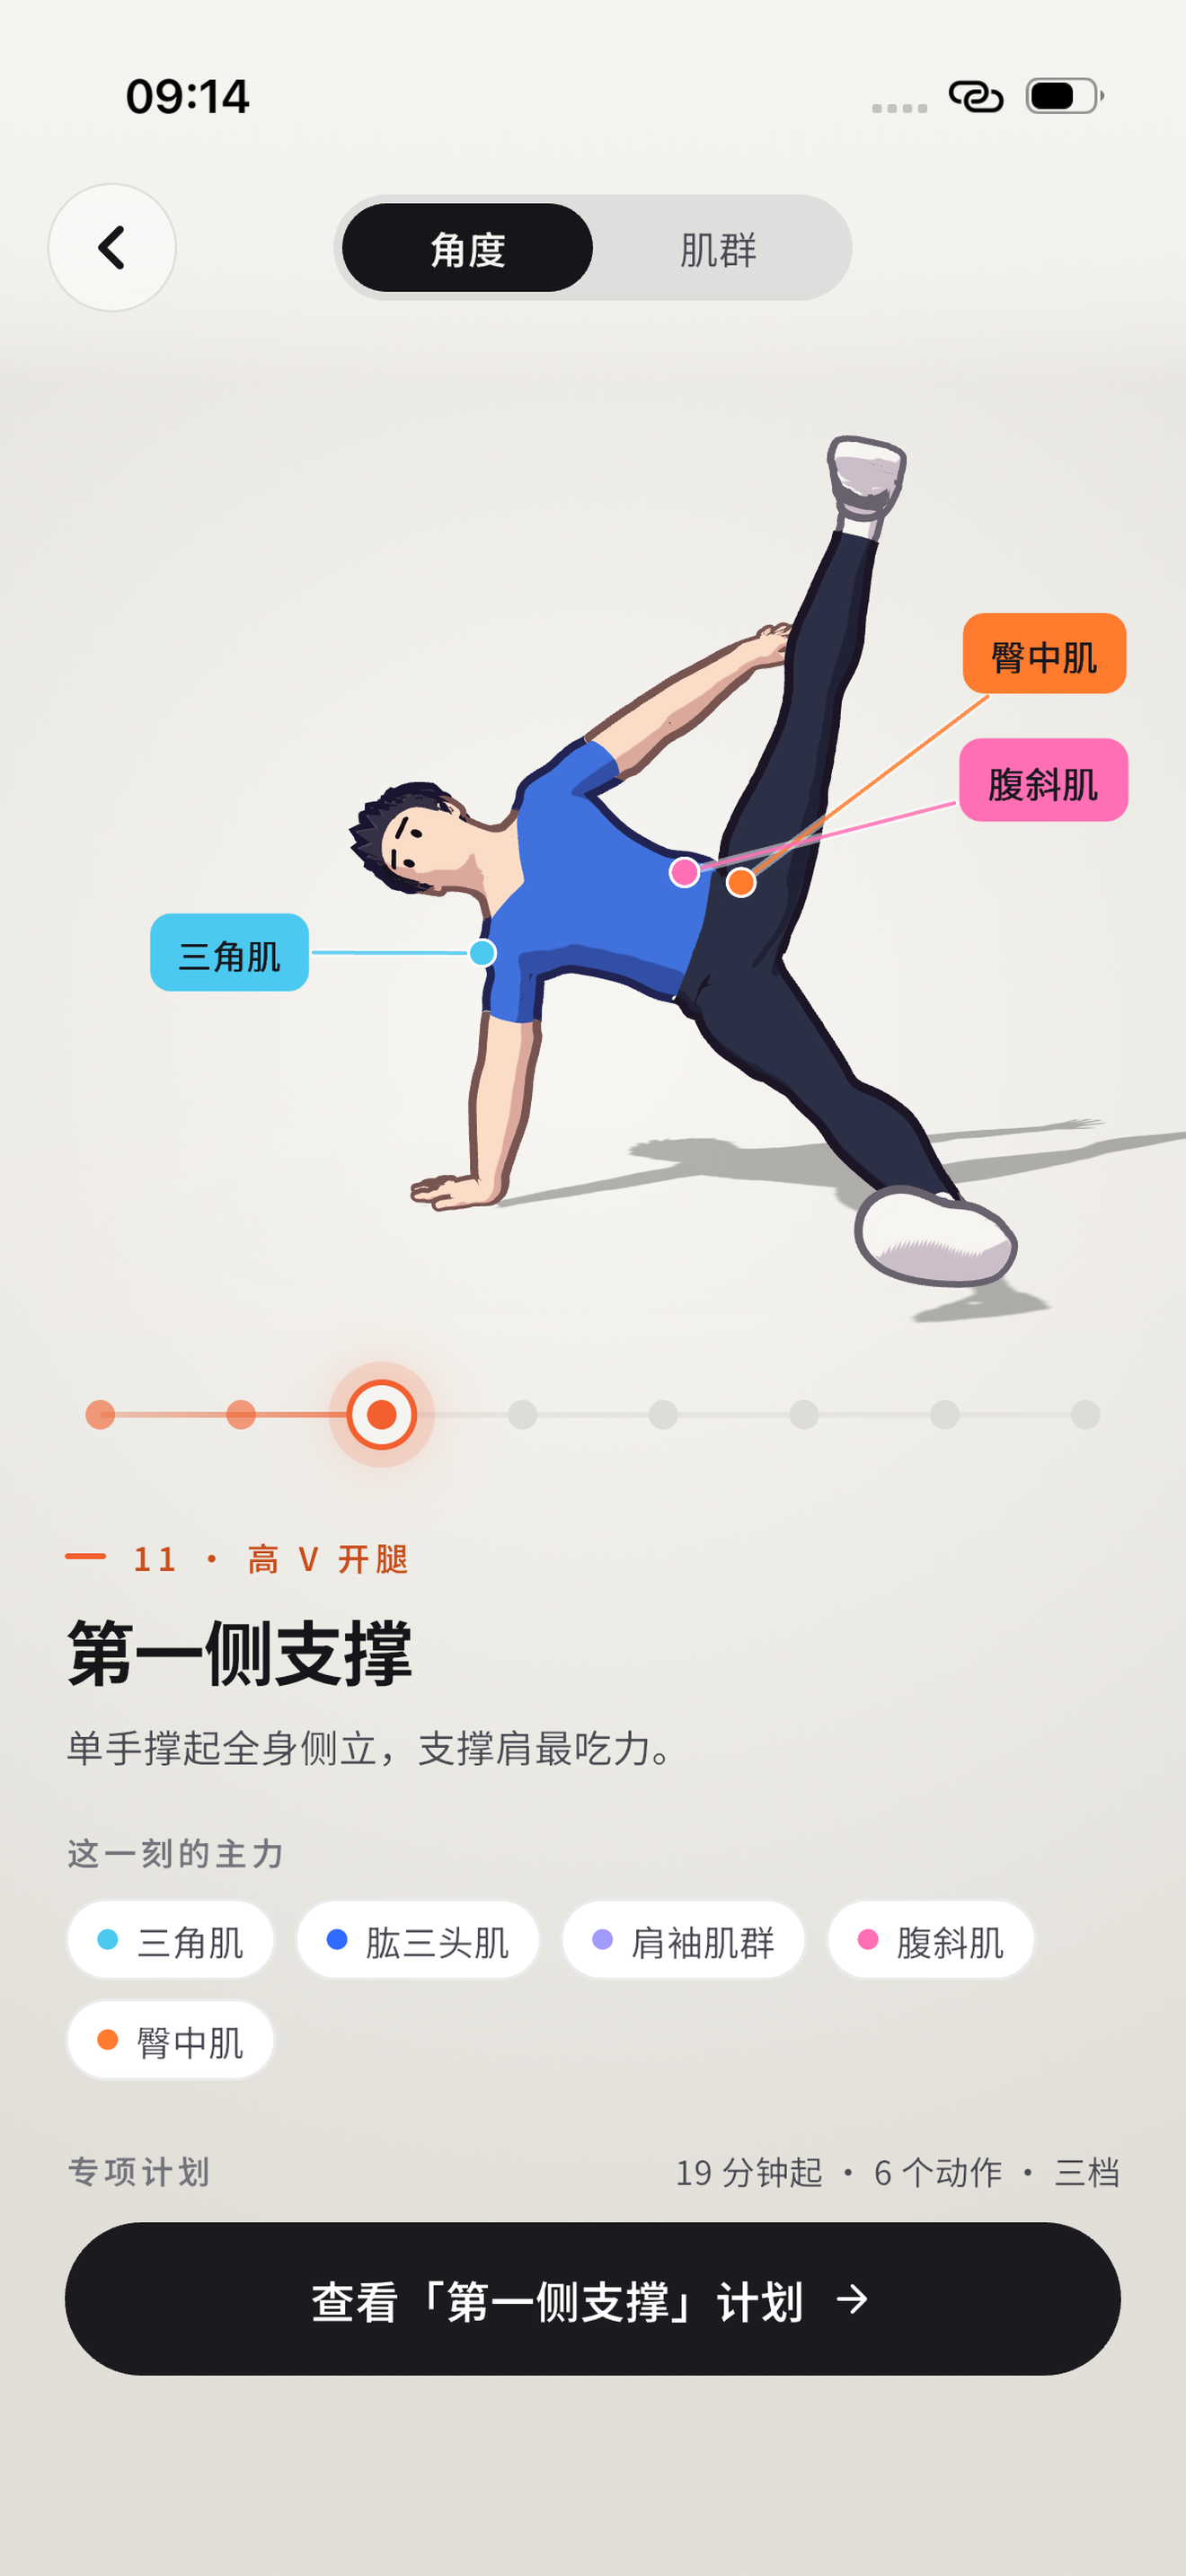 09:14
角度
肌群
臀中肌
腹斜肌
三角肌
11 · 高 V 开腿
第一侧支撑
单手撑起全身侧立，支撑肩最吃力。
这一刻的主力
三角肌
肱三头肌
肩袖肌群
腹斜肌
臀中肌
专项计划
19 分钟起 · 6 个动作 · 三档
查看「第一侧支撑」计划 →